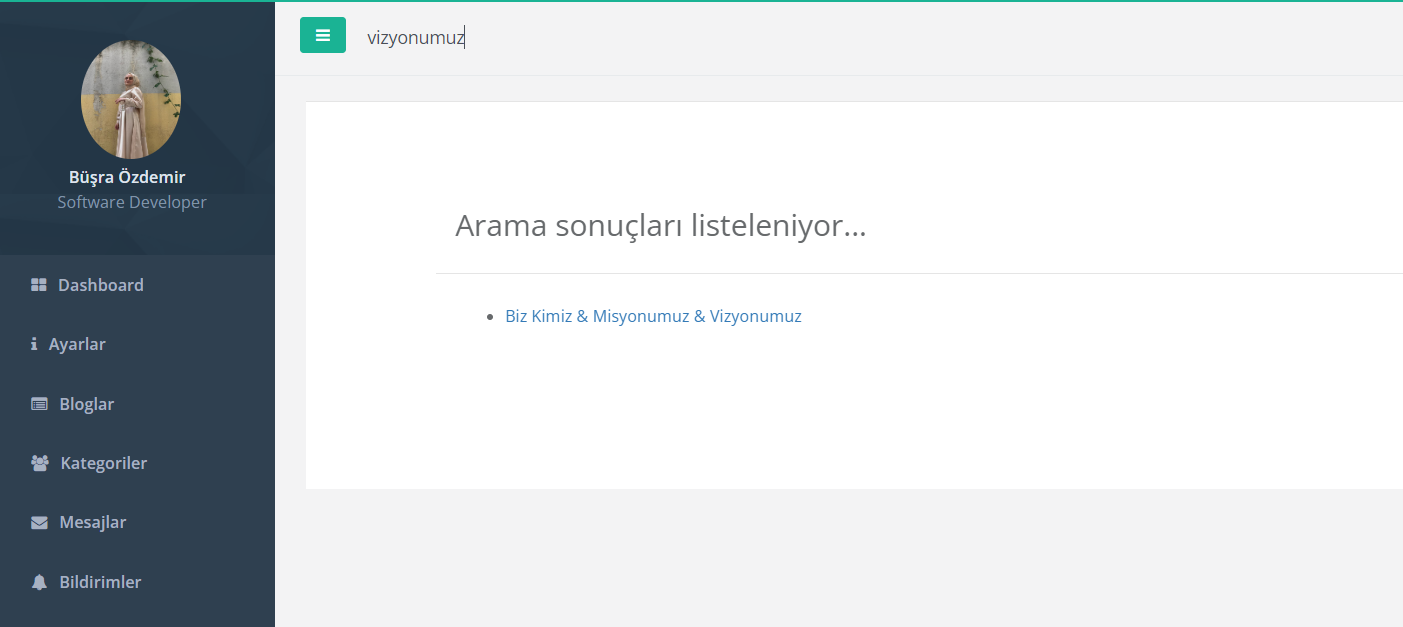 vizyonumuz
Büşra Özdemir
Software Developer
Dashboard
Ayarlar
Bloglar
Kategoriler
Mesajlar
Bildirimler
Arama sonuçları listeleniyor...
Biz Kimiz & Misyonumuz & Vizyonumuz